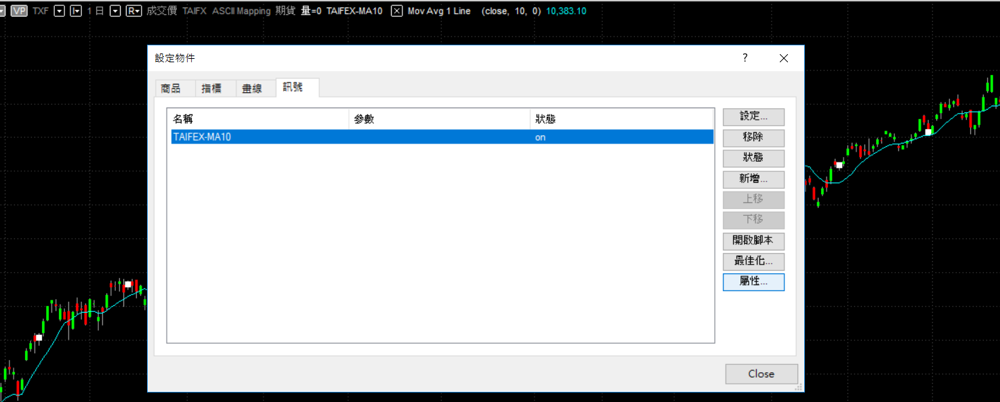 VP TXF I 1 日 R 成交價 TAIFX ASCII Mapping 期貨 量=0 TAIFEX-MA10 Mov Avg 1 Line (close, 10, 0) 10,383.10
設定物件 ?
商品 指標 畫線 訊號
名稱 參數 狀態
TAIFEX-MA10 on
設定...
移除
狀態
新增...
上移
下移
開啟腳本
最佳化...
屬性...
Close